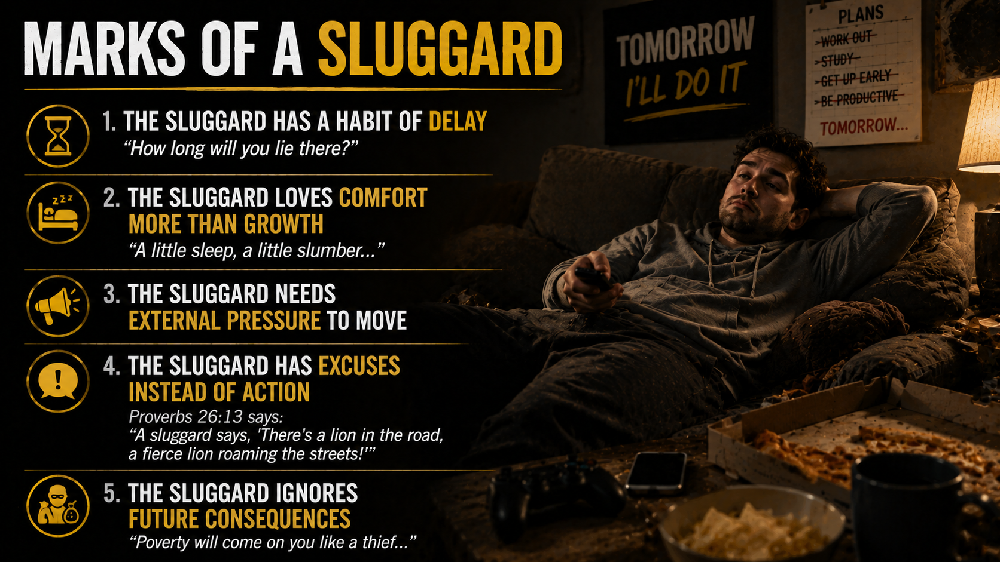 MARKS OF A SLUGGARD
1. THE SLUGGARD HAS A HABIT OF DELAY
“How long will you lie there?”
2. THE SLUGGARD LOVES COMFORT
MORE THAN GROWTH
“A little sleep, a little slumber...”
3. THE SLUGGARD NEEDS
EXTERNAL PRESSURE TO MOVE
4. THE SLUGGARD HAS EXCUSES
INSTEAD OF ACTION
Proverbs 26:13 says:
“A sluggard says, 'There’s a lion in the road,
a fierce lion roaming the streets!'”
5. THE SLUGGARD IGNORES
FUTURE CONSEQUENCES
“Poverty will come on you like a thief...”
TOMORROW
I'LL DO IT
PLANS
WORK OUT
STUDY
GET UP EARLY
BE PRODUCTIVE
TOMORROW...
zzz
!